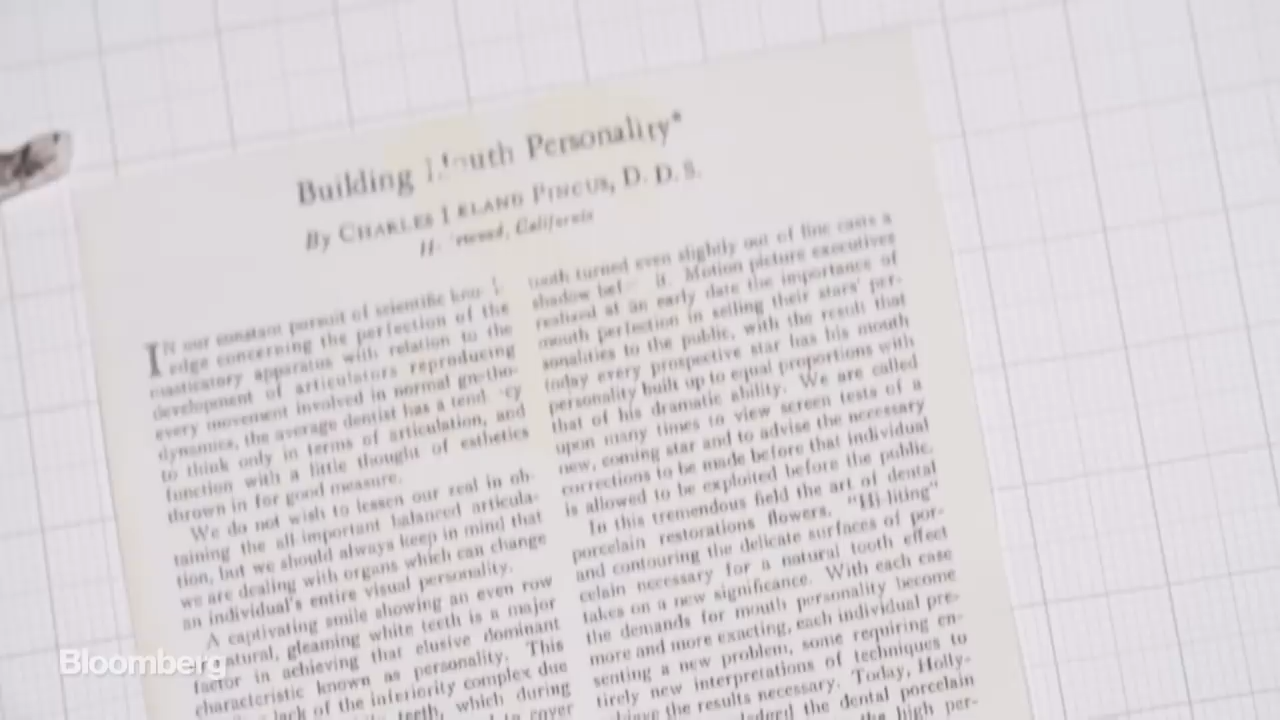 Building Mouth Personality*
By CHARLES LELAND PINCUS, D. D. S.
California
IN our constant pursuit of scientific
edge concerning the perfection of the
masticatory apparatus with relation to the
development of articulators reproducing
every movement involved in normal gnatho-
dynamics, the average dentist has a
to think only in terms of articulation, and
function with a little thought of esthetics
thrown in for good measure.
We do not wish to lessen our zeal in ob-
taining the all-important balanced articula-
tion, but we should always keep in mind that
we are dealing with organs which can change
an individual's entire visual personality.
A captivating smile showing an even row
natural, gleaming white teeth is a major
factor in achieving that elusive dominant
characteristic known as personality. This
lack of the inferiority complex due
teeth, which during
cover
tooth turned even slightly out of line casts a
shadow it. Motion picture executives
realized at an early date the importance of
mouth perfection in selling their stars' per-
sonalities to the public, with the result that
today every prospective star has his mouth
personality built up to equal proportions with
that of his dramatic ability. We are called
upon many times to view screen tests of a
new, coming star and to advise the necessary
corrections to be made before that individual
is allowed to be exploited before the public.
In this tremendous field the art of dental
porcelain restorations flowers. "Hi-liting"
and contouring the delicate surfaces of por-
celain necessary for a natural tooth effect
takes on a new significance. With each case
the demands for mouth personality become
more and more exacting, each individual pre-
senting a new problem, some requiring en-
tirely new interpretations of techniques to
the results necessary. Today, Holly-
the dental porcelain
the high per-
Bloomberg